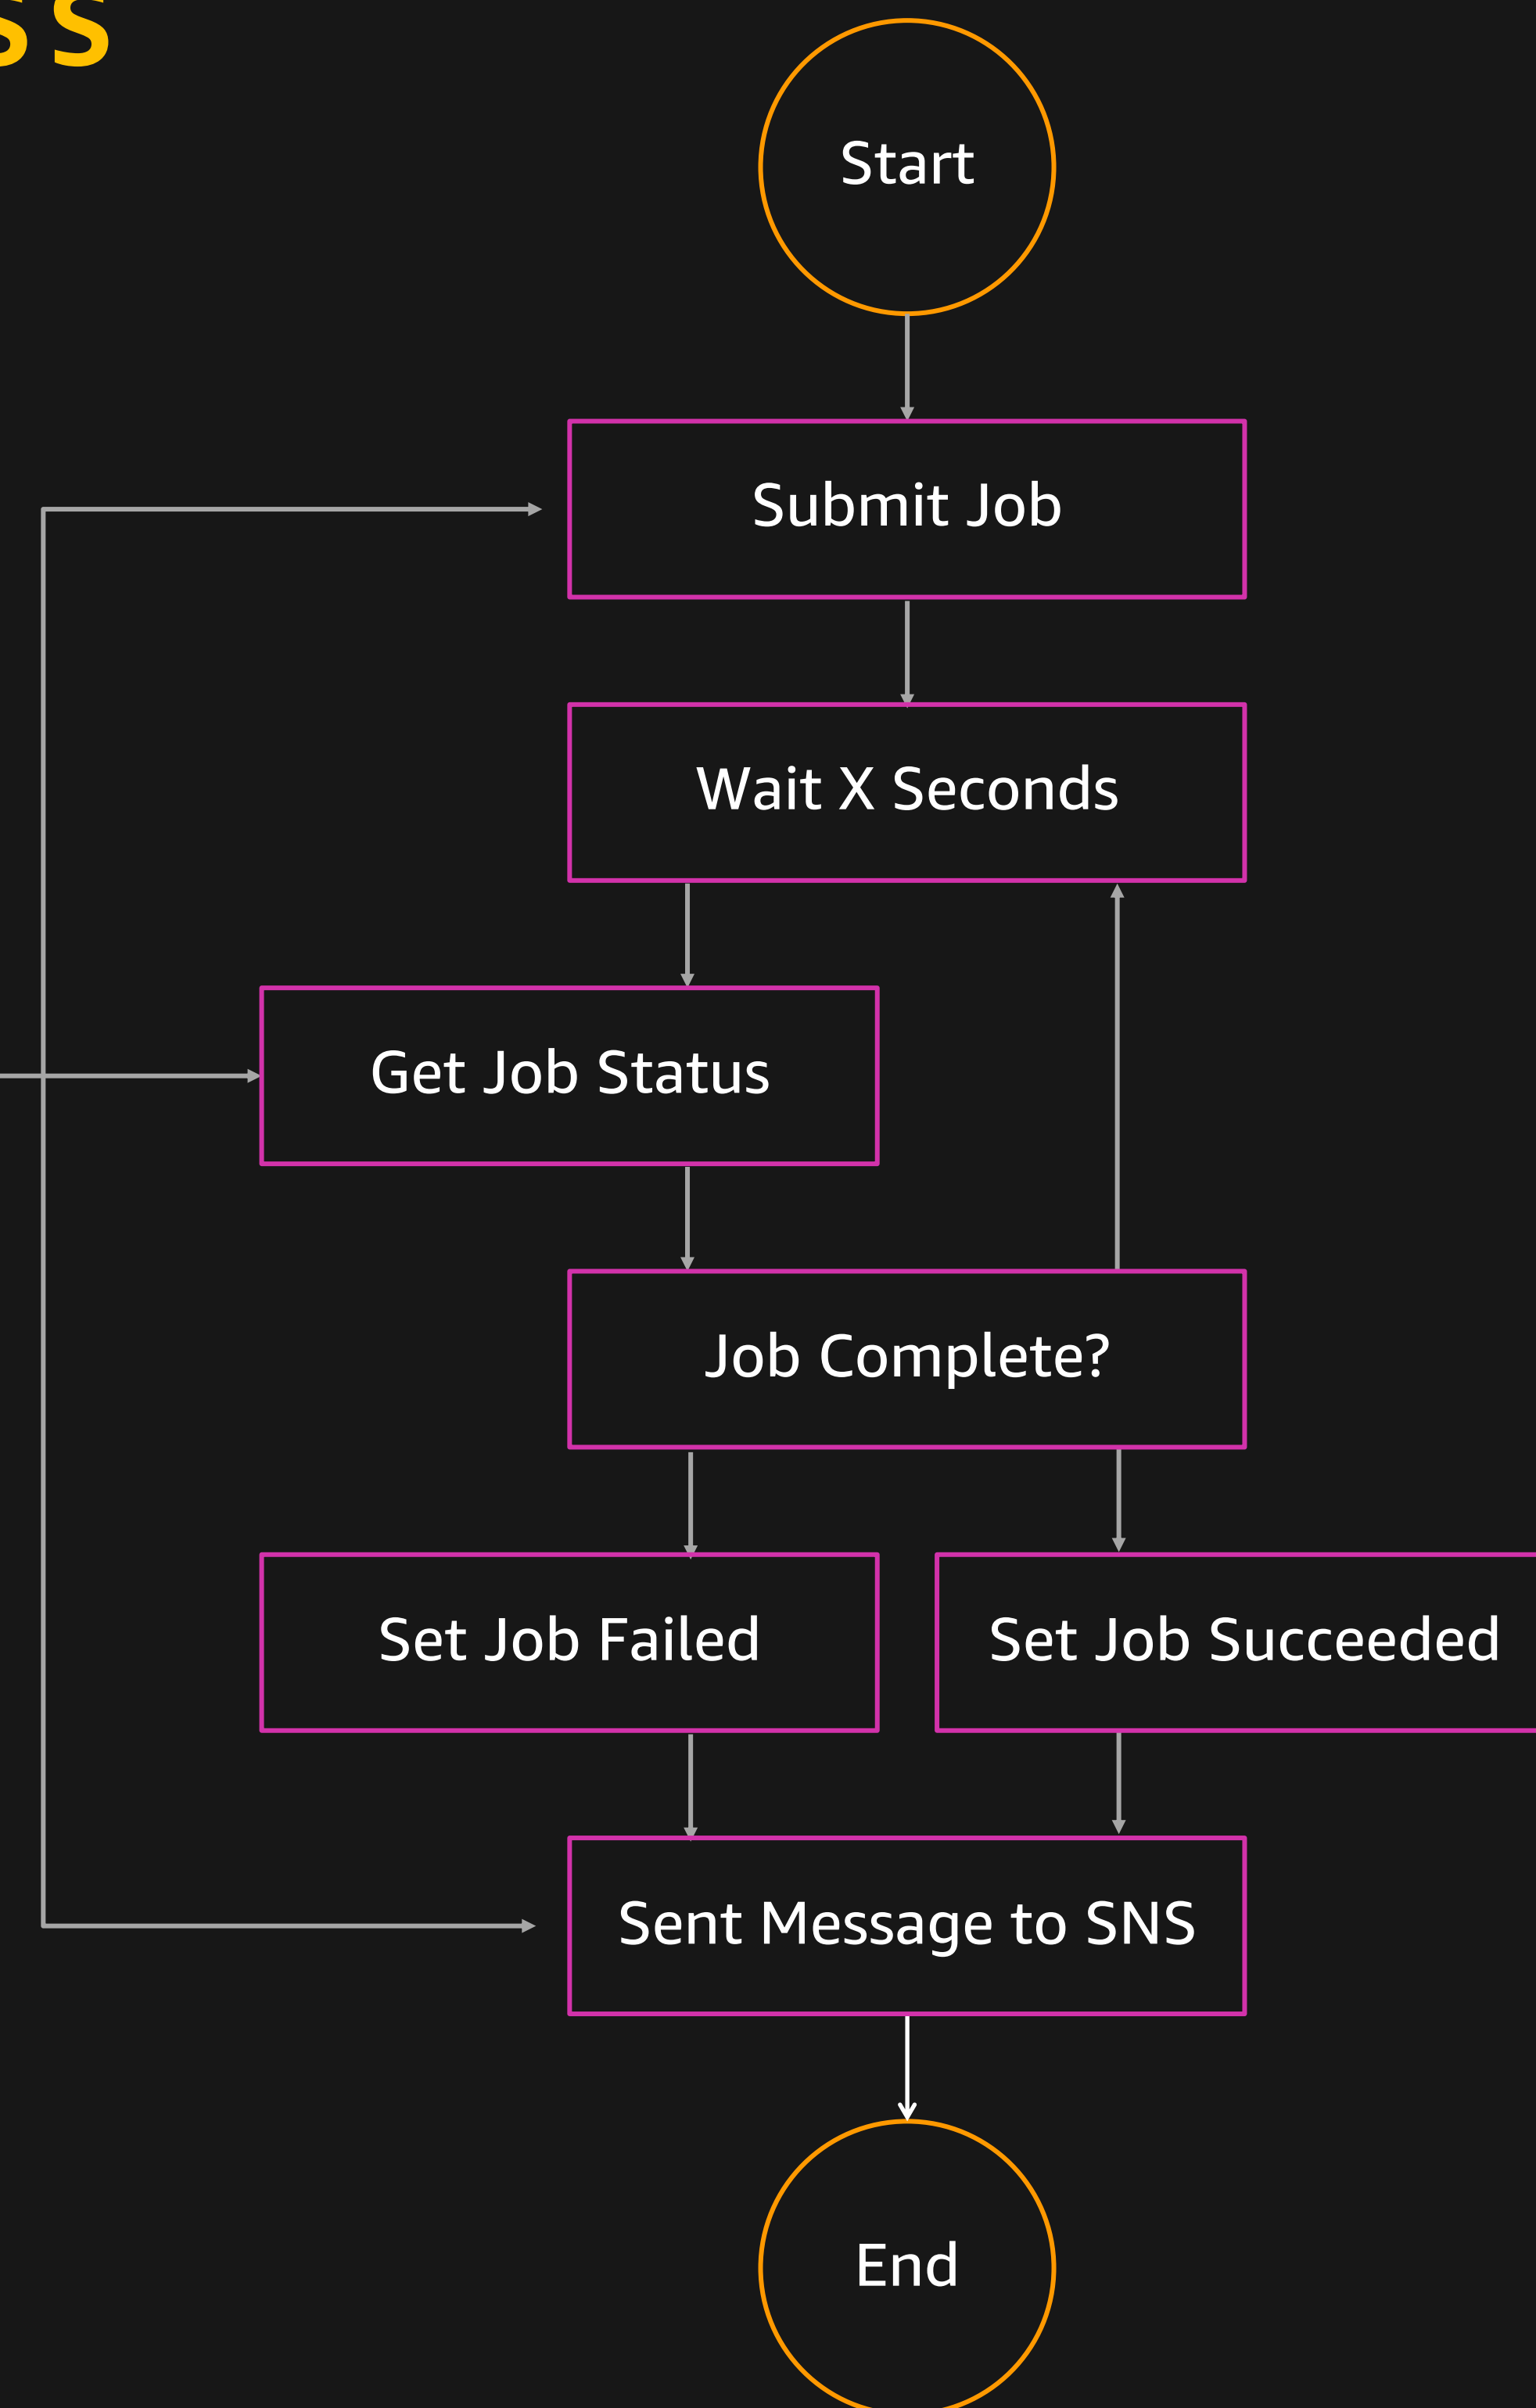 Start
Submit Job
Wait X Seconds
Get Job Status
Job Complete?
Set Job Failed
Set Job Succeeded
Sent Message to SNS
End